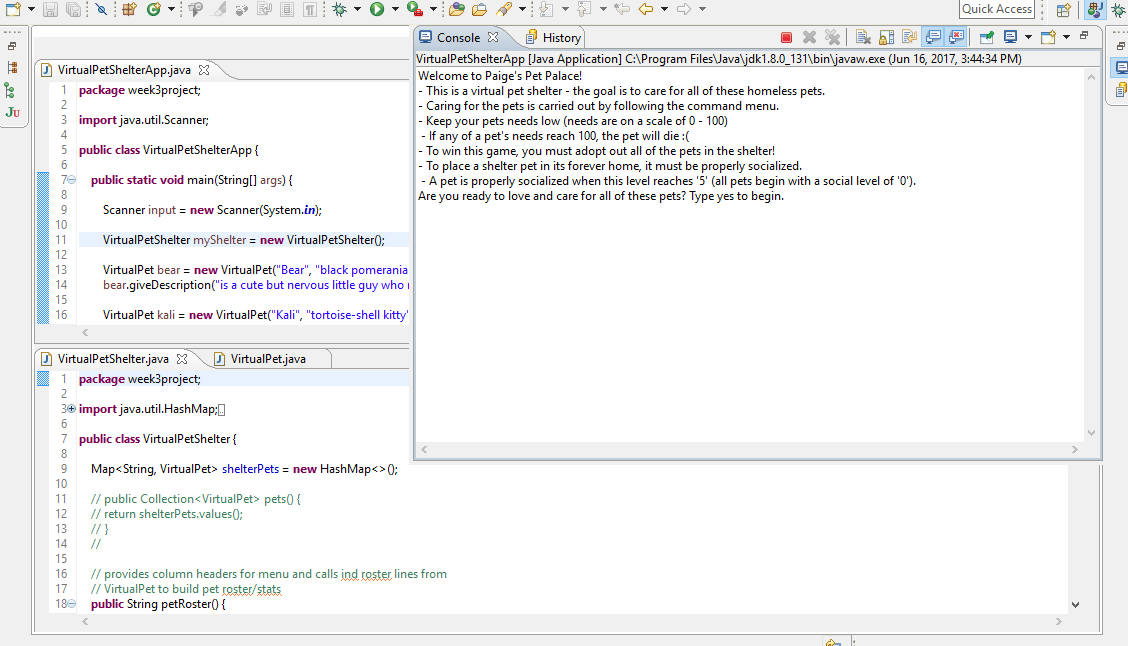 Quick Access
Console
History
VirtualPetShelterApp [Java Application] C:\Program Files\Java\jdk1.8.0_131\bin\javaw.exe (Jun 16, 2017, 3:44:34 PM)
Welcome to Paige's Pet Palace!
- This is a virtual pet shelter - the goal is to care for all of these homeless pets.
- Caring for the pets is carried out by following the command menu.
- Keep your pets needs low (needs are on a scale of 0 - 100)
- If any of a pet's needs reach 100, the pet will die :(
- To win this game, you must adopt out all of the pets in the shelter!
- To place a shelter pet in its forever home, it must be properly socialized.
- A pet is properly socialized when this level reaches '5' (all pets begin with a social level of '0').
Are you ready to love and care for all of these pets? Type yes to begin.
VirtualPetShelterApp.java
1 package week3project;
2
3 import java.util.Scanner;
4
5 public class VirtualPetShelterApp {
6
7 public static void main(String[] args) {
8
9 Scanner input = new Scanner(System.in);
10
11 VirtualPetShelter myShelter = new VirtualPetShelter();
12
13 VirtualPet bear = new VirtualPet("Bear", "black pomerania
14 bear.giveDescription("is a cute but nervous little guy who
15
16 VirtualPet kali = new VirtualPet("Kali", "tortoise-shell kitty"
JU
VirtualPetShelter.java
VirtualPet.java
1 package week3project;
2
3 import java.util.HashMap;
6
7 public class VirtualPetShelter {
8
9 Map<String, VirtualPet> shelterPets = new HashMap<>();
10
11 // public Collection<VirtualPet> pets() {
12 // return shelterPets.values();
13 // }
14 //
15
16 // provides column headers for menu and calls ind roster lines from
17 // VirtualPet to build pet roster/stats
18 public String petRoster() {